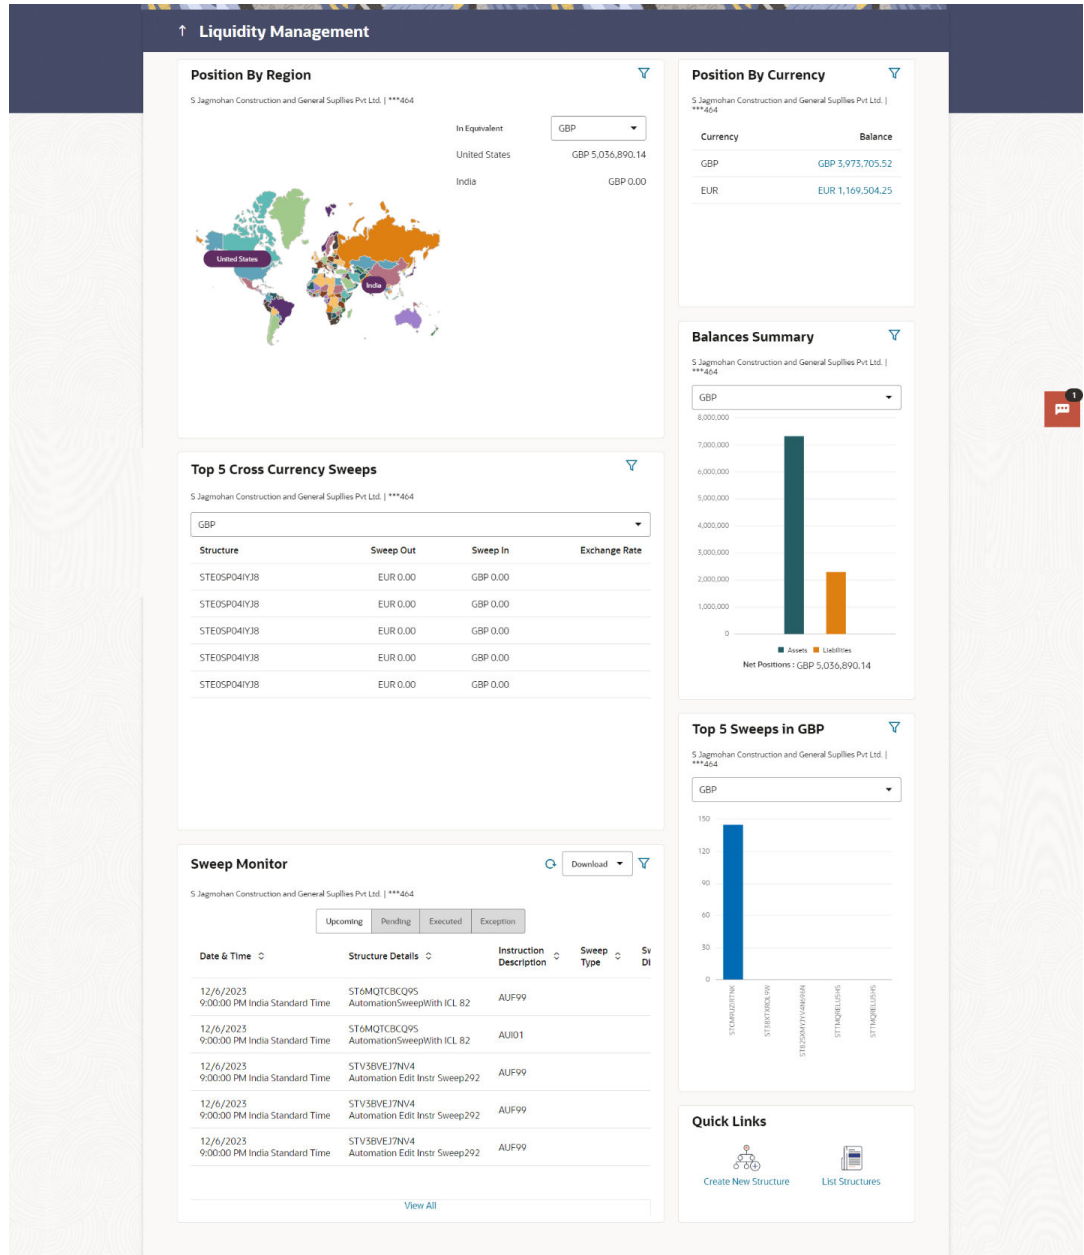 ↑ Liquidity Management
Position By Region
S Jagmohan Construction and General Supllies Pvt Ltd. | ***464
In Equivalent GBP
United States GBP 5,036,890.14
India GBP 0.00
United States
India
Position By Currency
S Jagmohan Construction and General Supllies Pvt Ltd. |
***464
Currency Balance
GBP GBP 3,973,705.52
EUR EUR 1,169,504.25
Balances Summary
S Jagmohan Construction and General Supllies Pvt Ltd. |
***464
GBP
8,000,000
7,000,000
6,000,000
5,000,000
4,000,000
3,000,000
2,000,000
1,000,000
0
Assets Liabilities
Net Positions : GBP 5,036,890.14
1
Top 5 Cross Currency Sweeps
S Jagmohan Construction and General Supllies Pvt Ltd. | ***464
GBP
Structure Sweep Out Sweep In Exchange Rate
STE0SP04IYJ8 EUR 0.00 GBP 0.00
STE0SP04IYJ8 EUR 0.00 GBP 0.00
STE0SP04IYJ8 EUR 0.00 GBP 0.00
STE0SP04IYJ8 EUR 0.00 GBP 0.00
STE0SP04IYJ8 EUR 0.00 GBP 0.00
Top 5 Sweeps in GBP
S Jagmohan Construction and General Supllies Pvt Ltd. |
***464
GBP
150
120
90
60
30
0
STCM9UZIRTNK
ST38XTXROL9W
STTMQRELU5HS
STTMQRELU5HS
Sweep Monitor
Download
S Jagmohan Construction and General Supllies Pvt Ltd. | ***464
Upcoming Pending Executed Exception
Date & Time Structure Details Instruction Description Sweep Type Sw Di
12/6/2023 ST6MQTCBCQ9S
9:00:00 PM India Standard Time AutomationSweepWith ICL 82 AUF99
12/6/2023 ST6MQTCBCQ9S
9:00:00 PM India Standard Time AutomationSweepWith ICL 82 AUI01
12/6/2023 STV3BVEJ7NV4
9:00:00 PM India Standard Time Automation Edit Instr Sweep292 AUF99
12/6/2023 STV3BVEJ7NV4
9:00:00 PM India Standard Time Automation Edit Instr Sweep292 AUF99
12/6/2023 STV3BVEJ7NV4
9:00:00 PM India Standard Time Automation Edit Instr Sweep292 AUF99
View All
Quick Links
Create New Structure List Structures